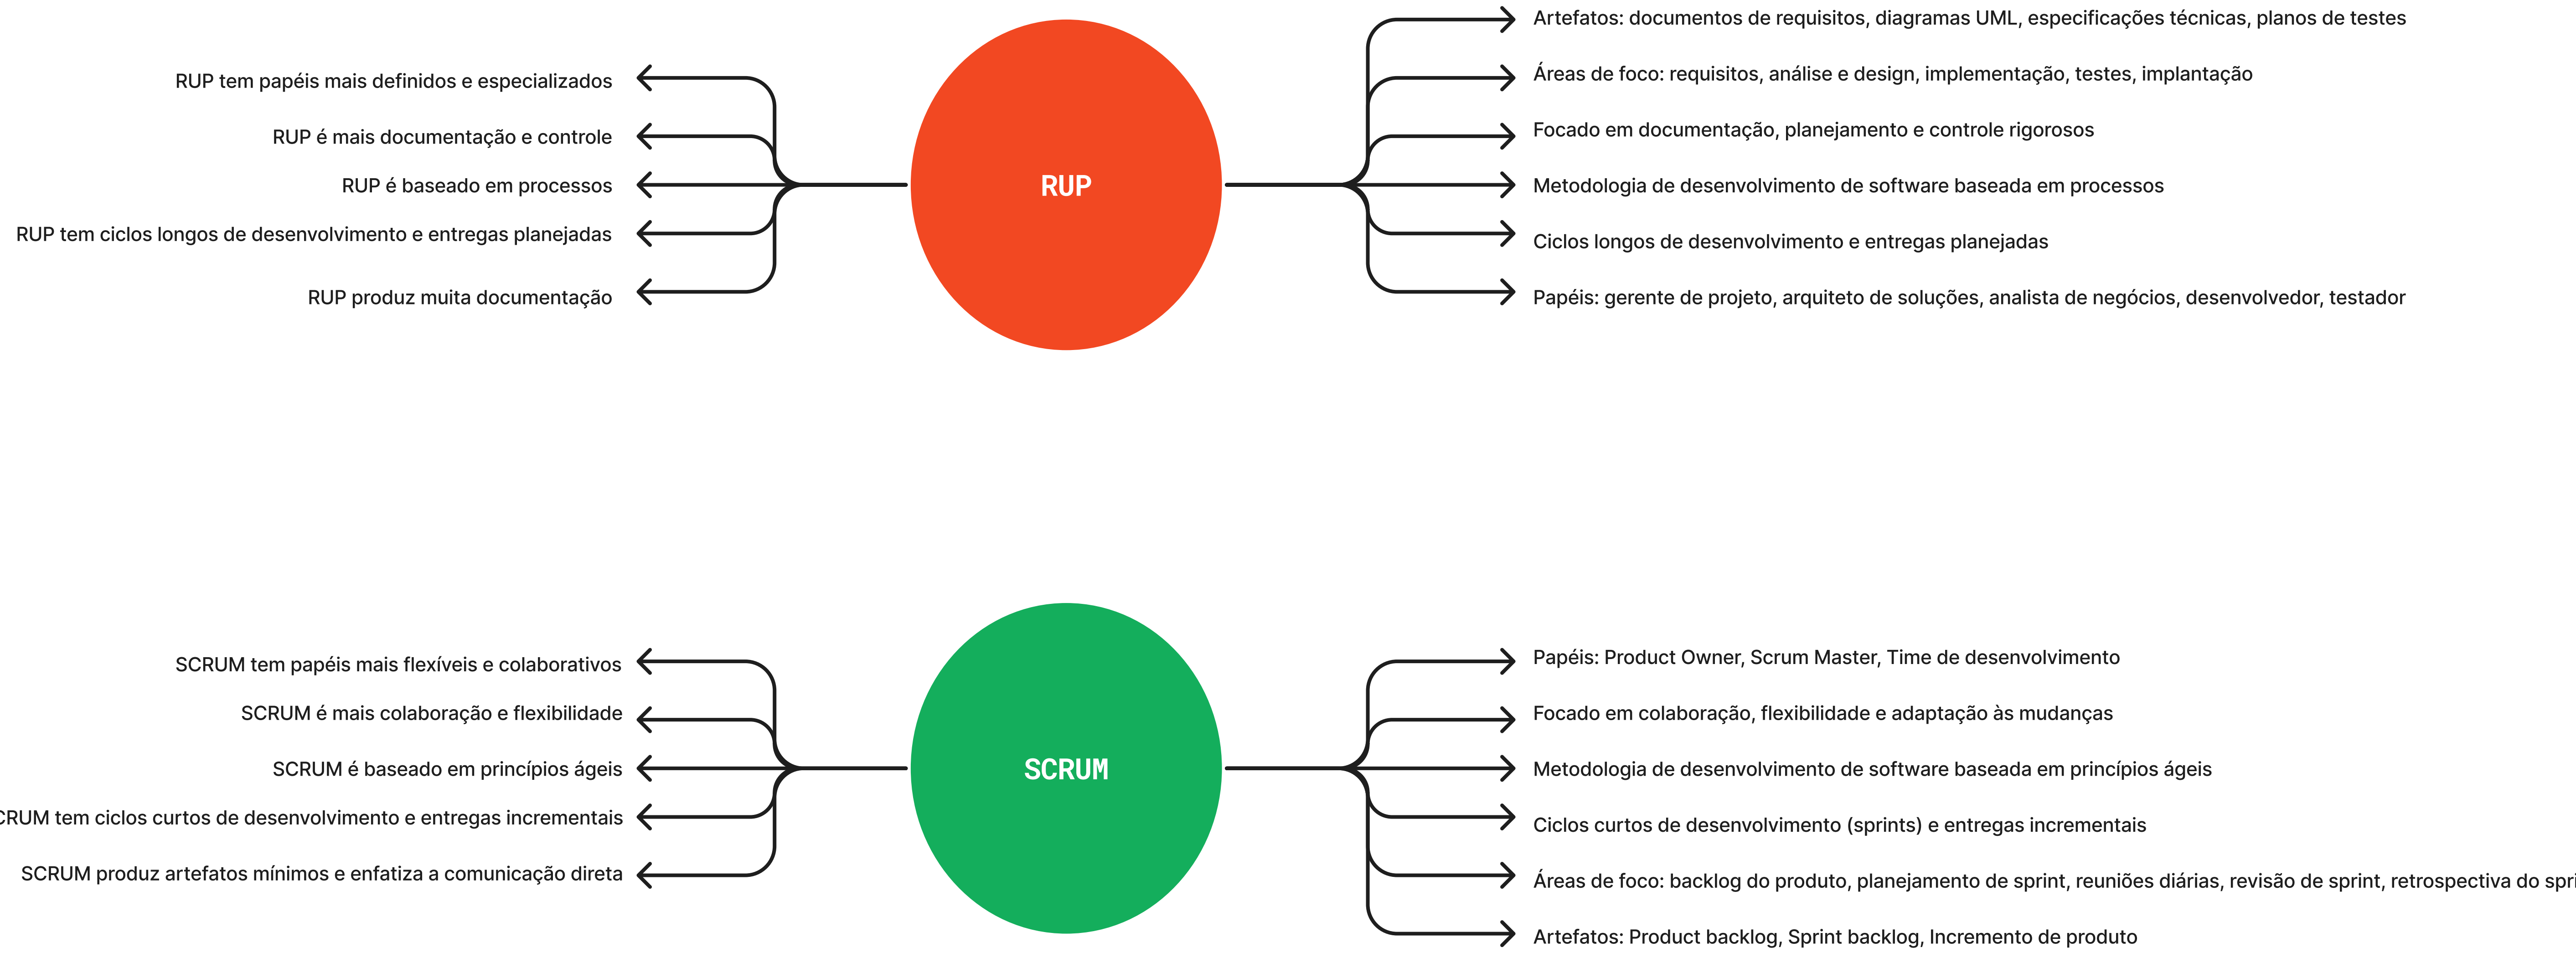 RUP tem papéis mais definidos e especializados
RUP é mais documentação e controle
RUP é baseado em processos
RUP tem ciclos longos de desenvolvimento e entregas planejadas
RUP produz muita documentação
RUP
Artefatos: documentos de requisitos, diagramas UML, especificações técnicas, planos de testes
Áreas de foco: requisitos, análise e design, implementação, testes, implantação
Focado em documentação, planejamento e controle rigorosos
Metodologia de desenvolvimento de software baseada em processos
Ciclos longos de desenvolvimento e entregas planejadas
Papéis: gerente de projeto, arquiteto de soluções, analista de negócios, desenvolvedor, testador
SCRUM tem papéis mais flexíveis e colaborativos
SCRUM é mais colaboração e flexibilidade
SCRUM é baseado em princípios ágeis
CRUM tem ciclos curtos de desenvolvimento e entregas incrementais
SCRUM produz artefatos mínimos e enfatiza a comunicação direta
SCRUM
Papéis: Product Owner, Scrum Master, Time de desenvolvimento
Focado em colaboração, flexibilidade e adaptação às mudanças
Metodologia de desenvolvimento de software baseada em princípios ágeis
Ciclos curtos de desenvolvimento (sprints) e entregas incrementais
Áreas de foco: backlog do produto, planejamento de sprint, reuniões diárias, revisão de sprint, retrospectiva do spri
Artefatos: Product backlog, Sprint backlog, Incremento de produto